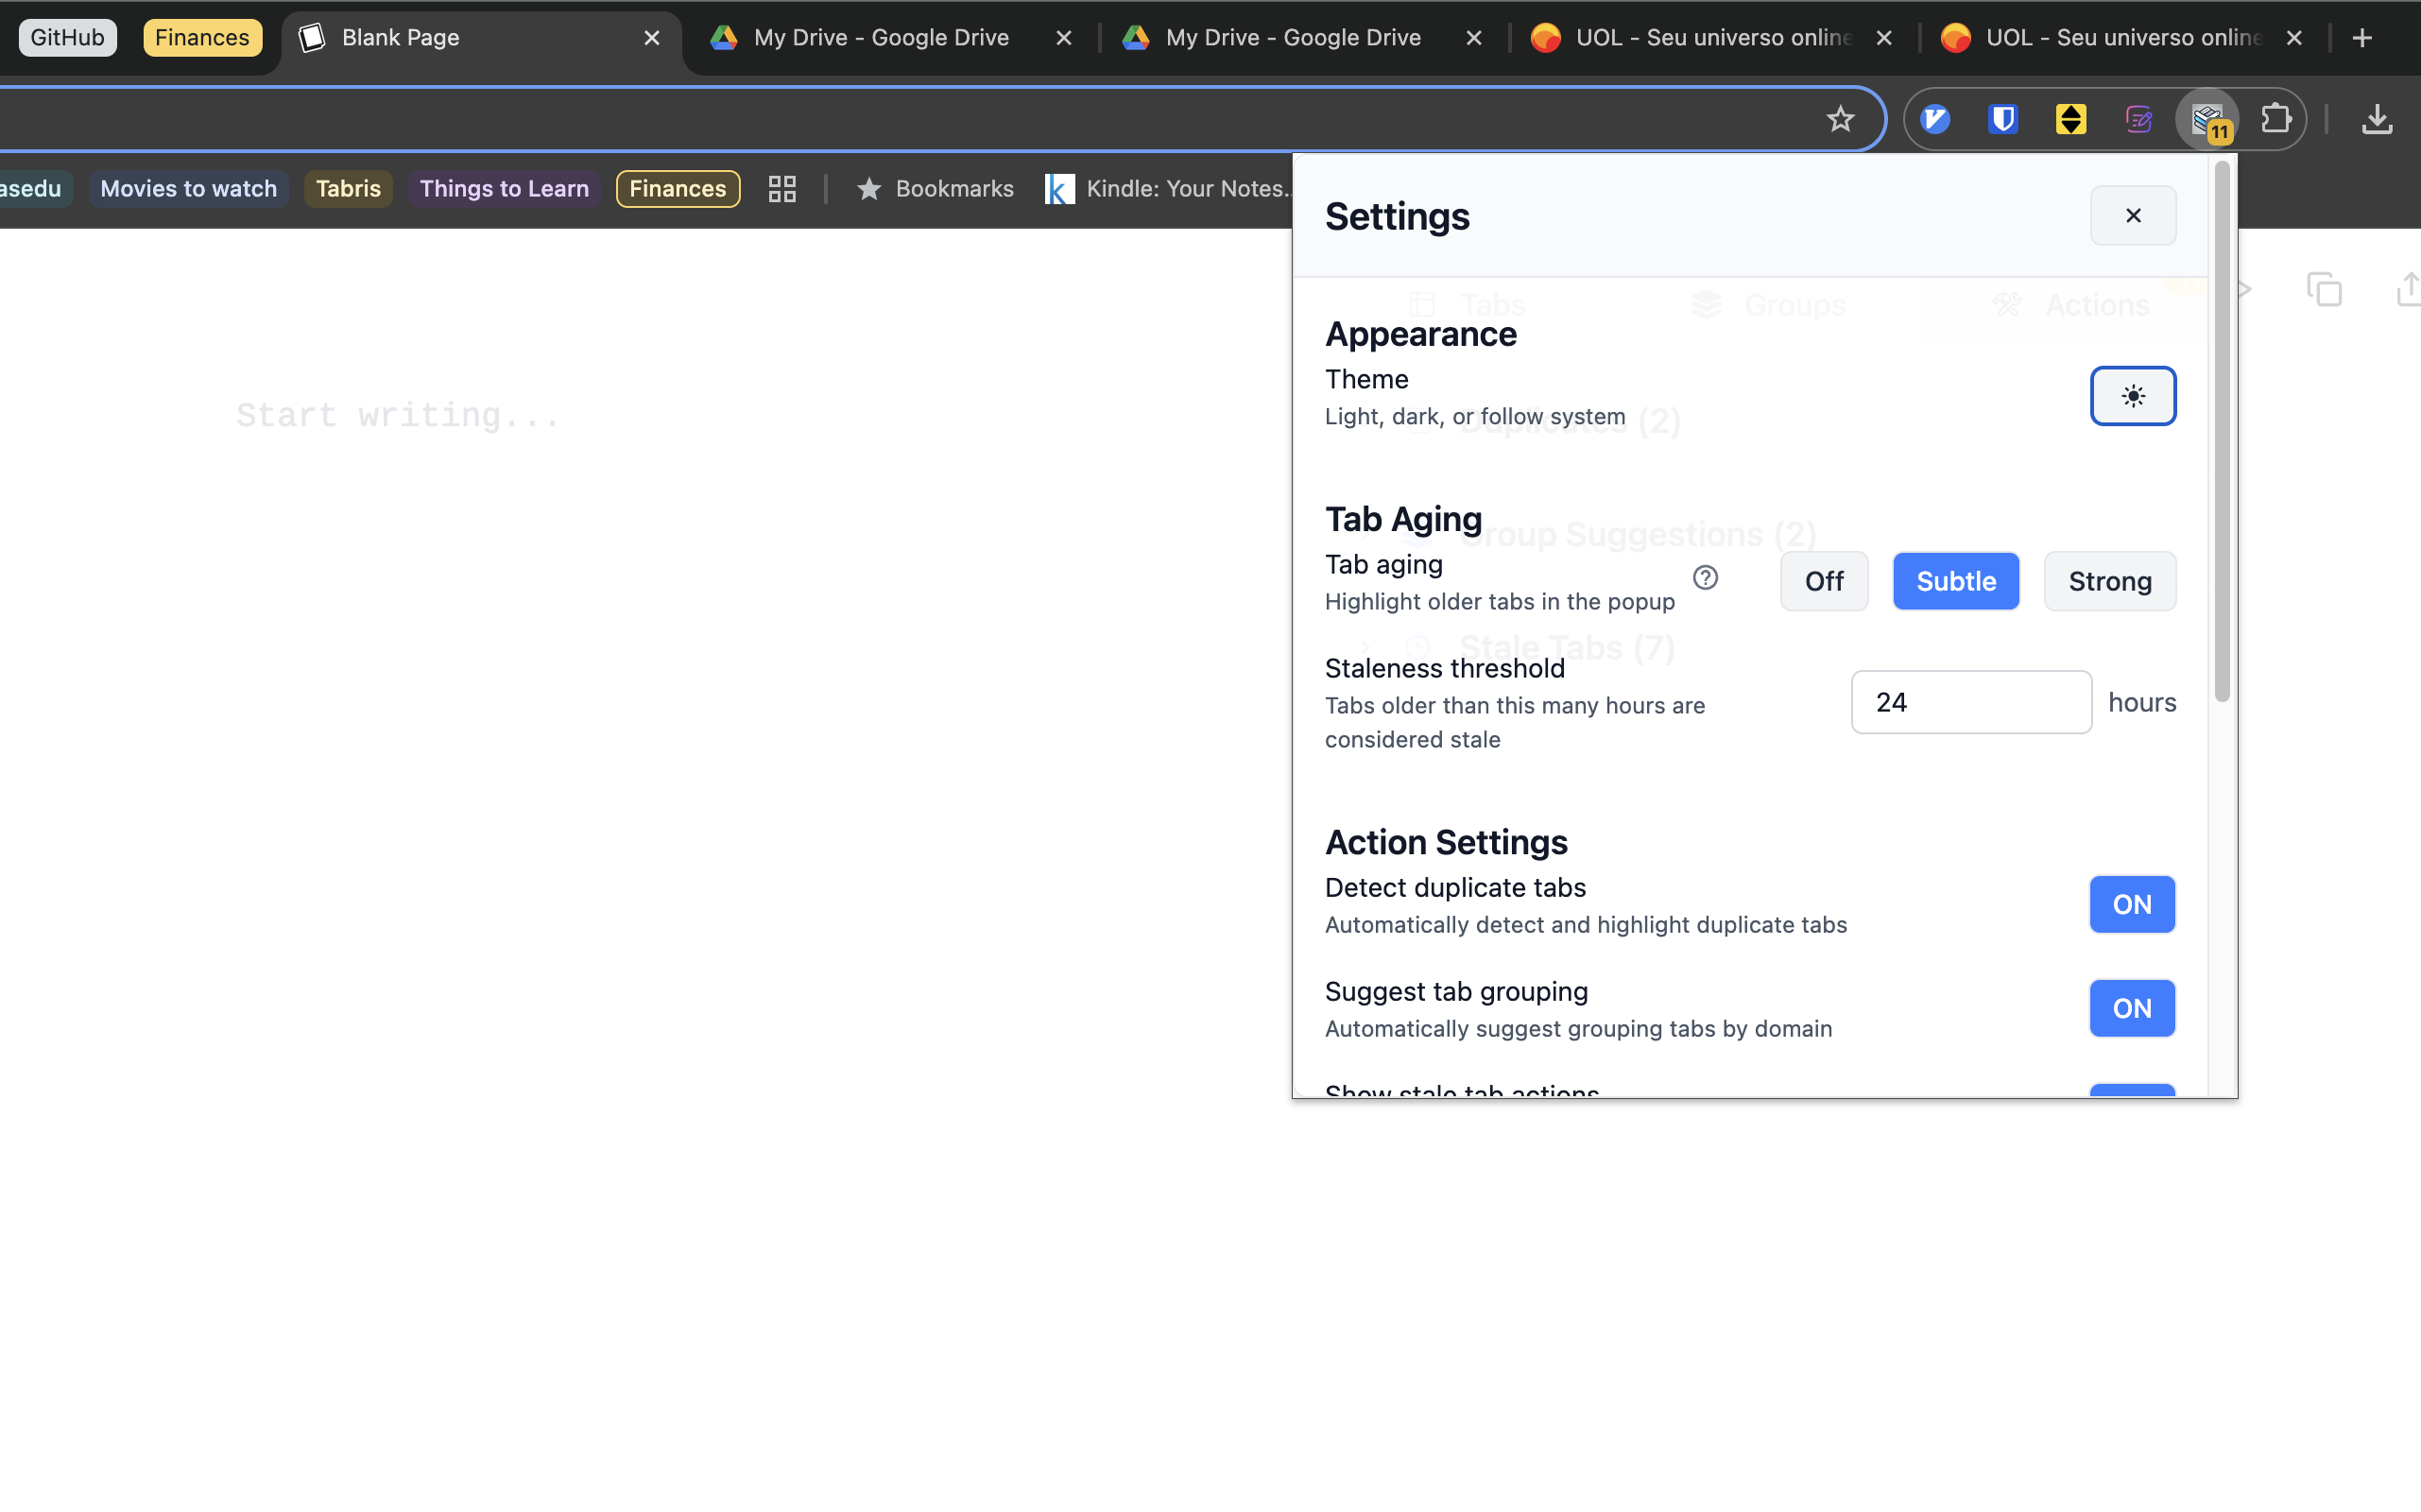 GitHub
Finances
Blank Page
My Drive - Google Drive
My Drive - Google Drive
UOL - Seu universo online
UOL - Seu universo online
11
asedu
Movies to watch
Tabris
Things to Learn
Finances
Bookmarks
Kindle: Your Notes...
Start writing...
Settings
Tabs
Groups
Actions
Appearance
Theme
Light, dark, or follow system
Duplicates (2)
Tab Aging
Group Suggestions (2)
Tab aging
Highlight older tabs in the popup
Off
Subtle
Strong
Stale Tabs (7)
Staleness threshold
Tabs older than this many hours are
considered stale
24
hours
Action Settings
Detect duplicate tabs
Automatically detect and highlight duplicate tabs
ON
Suggest tab grouping
Automatically suggest grouping tabs by domain
ON
Show stale tab actions